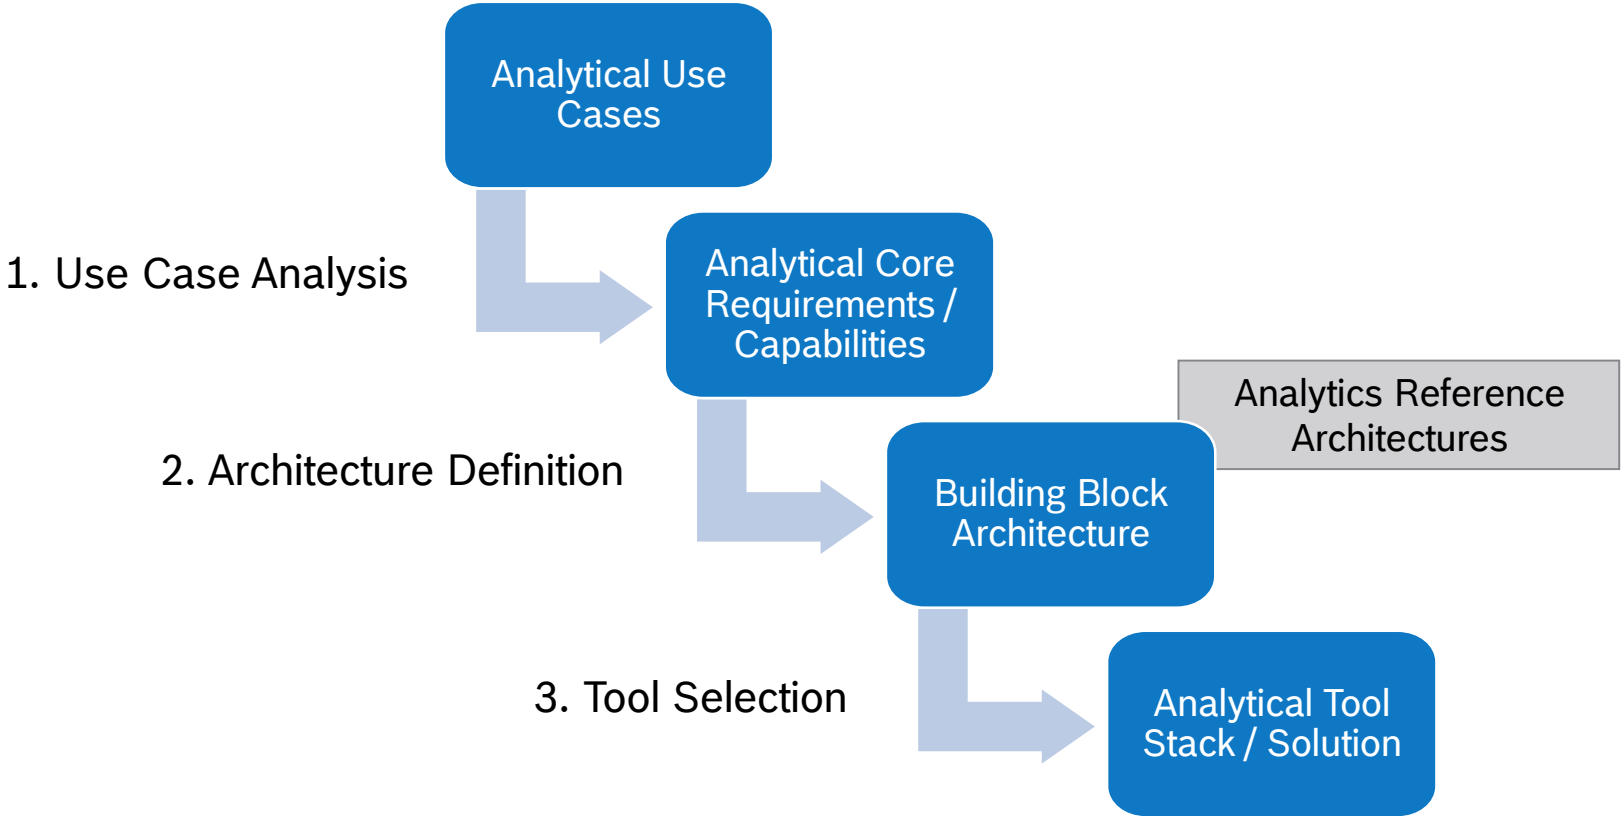 Analytical Use
Cases
1. Use Case Analysis
Analytical Core
Requirements /
Capabilities
Analytics Reference
Architectures
2. Architecture Definition
Building Block
Architecture
3. Tool Selection
Analytical Tool
Stack / Solution